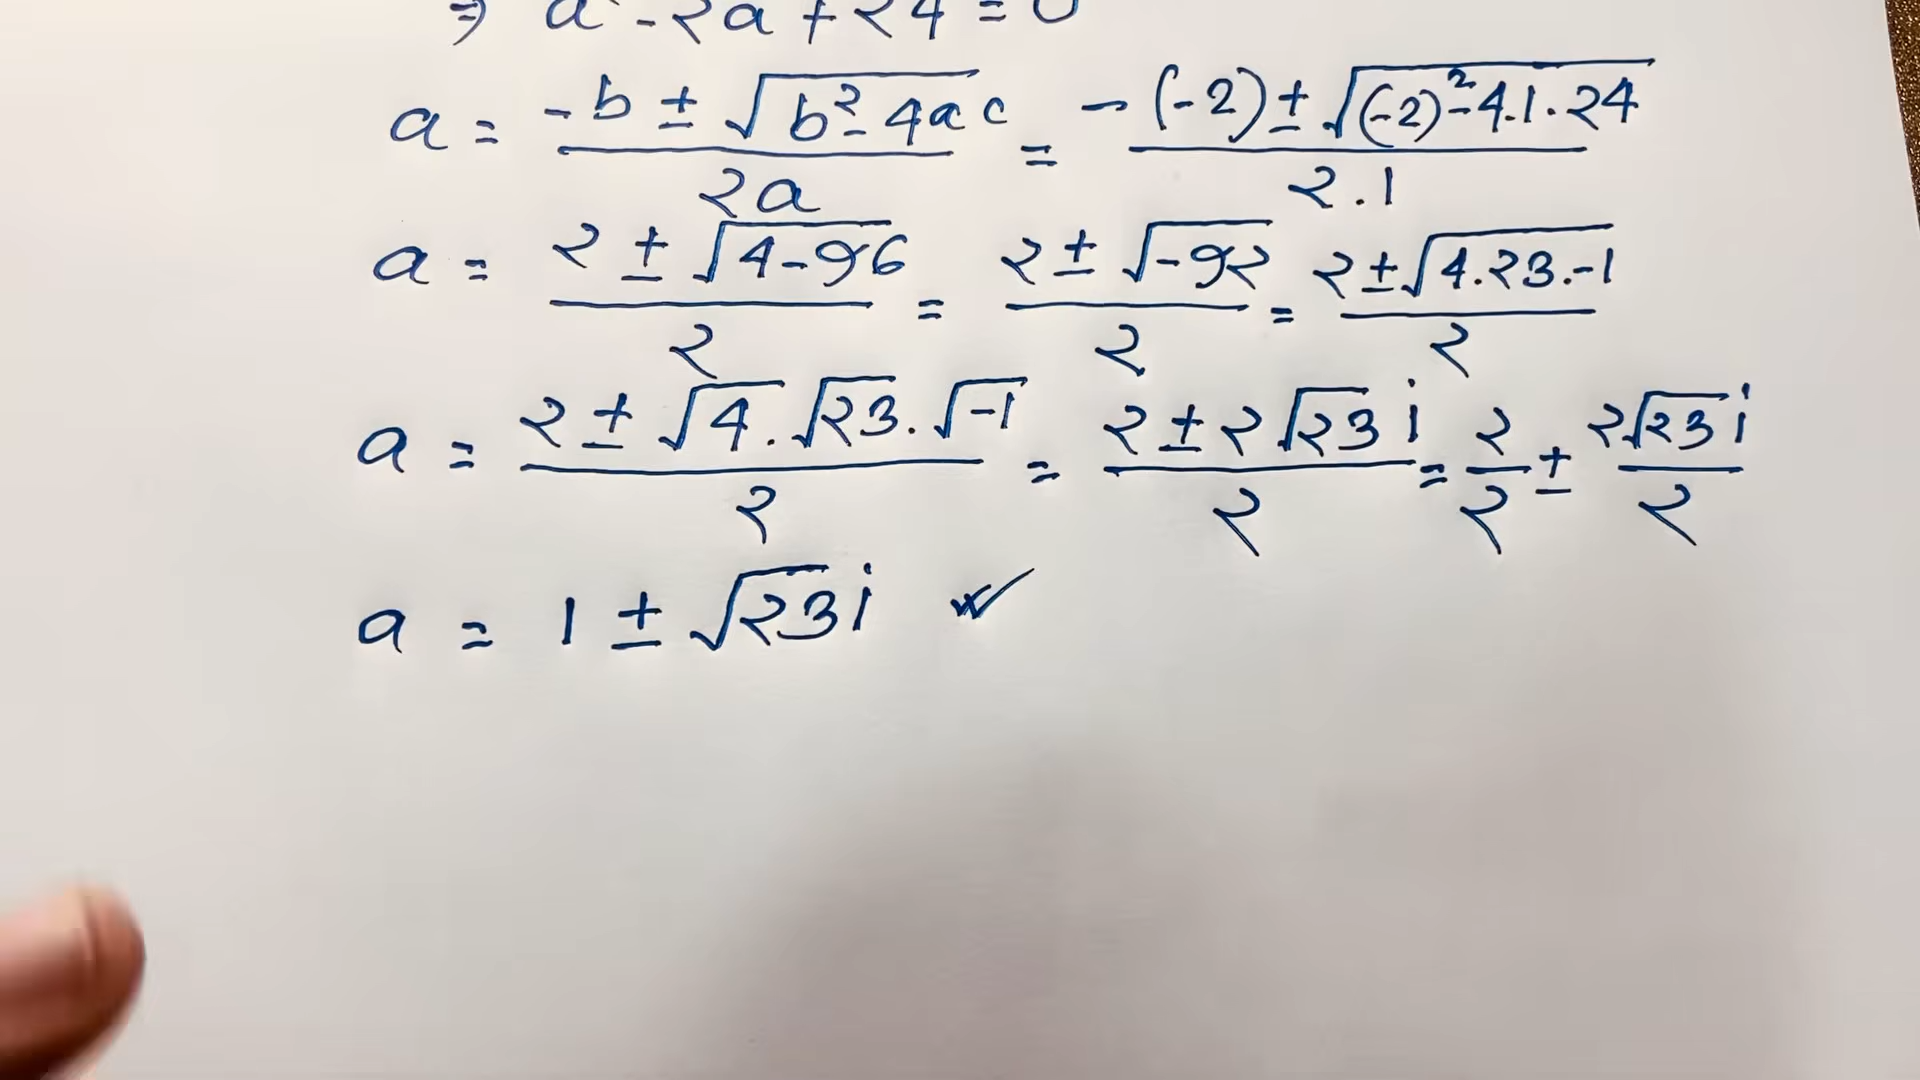 ⇒ a² - 2a + 24 = 0
a = (-b ± √(b² - 4ac))/(2a) = (-(-2) ± √((-2)² - 4.1.24))/(2.1)
a = (2 ± √(4-96))/2 = (2 ± √(-92))/2 = (2 ± √(4.23.-1))/2
a = (2 ± √4.√23.√-1)/2 = (2 ± 2√23 i)/2 = 2/2 ± (2√23 i)/2
a = 1 ± √23 i